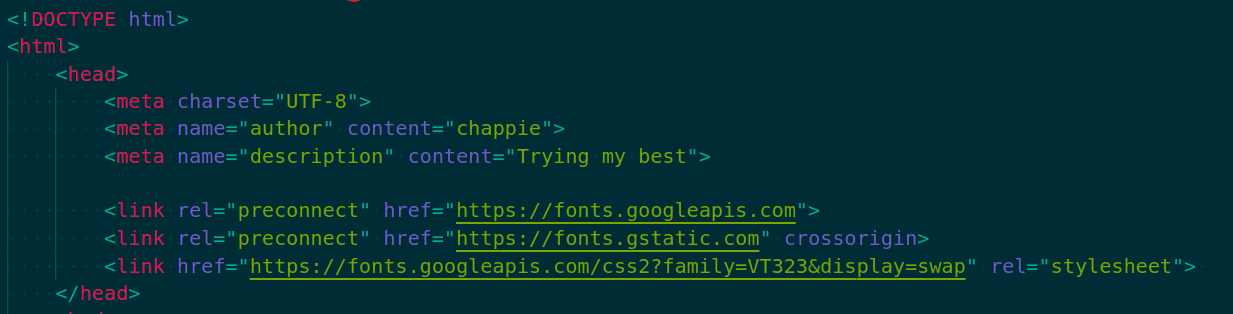 <!DOCTYPE html>
<html>
<head>
<meta charset="UTF-8">
<meta name="author" content="chappie">
<meta name="description" content="Trying my best">
<link rel="preconnect" href="https://fonts.googleapis.com">
<link rel="preconnect" href="https://fonts.gstatic.com" crossorigin>
<link href="https://fonts.googleapis.com/css2?family=VT323&display=swap" rel="stylesheet">
</head>